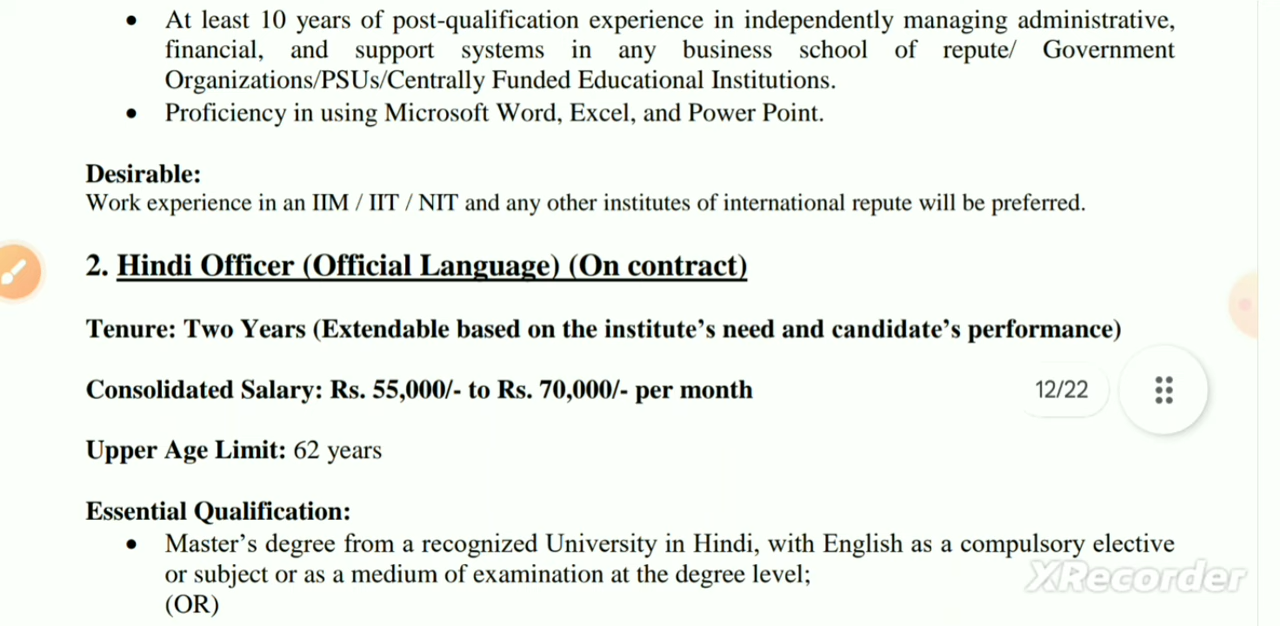 • At least 10 years of post-qualification experience in independently managing administrative,
financial, and support systems in any business school of repute/ Government
Organizations/PSUs/Centrally Funded Educational Institutions.
• Proficiency in using Microsoft Word, Excel, and Power Point.
Desirable:
Work experience in an IIM / IIT / NIT and any other institutes of international repute will be preferred.
2. Hindi Officer (Official Language) (On contract)
Tenure: Two Years (Extendable based on the institute’s need and candidate’s performance)
Consolidated Salary: Rs. 55,000/- to Rs. 70,000/- per month
12/22
Upper Age Limit: 62 years
Essential Qualification:
• Master’s degree from a recognized University in Hindi, with English as a compulsory elective
or subject or as a medium of examination at the degree level;
XRecorder
(OR)